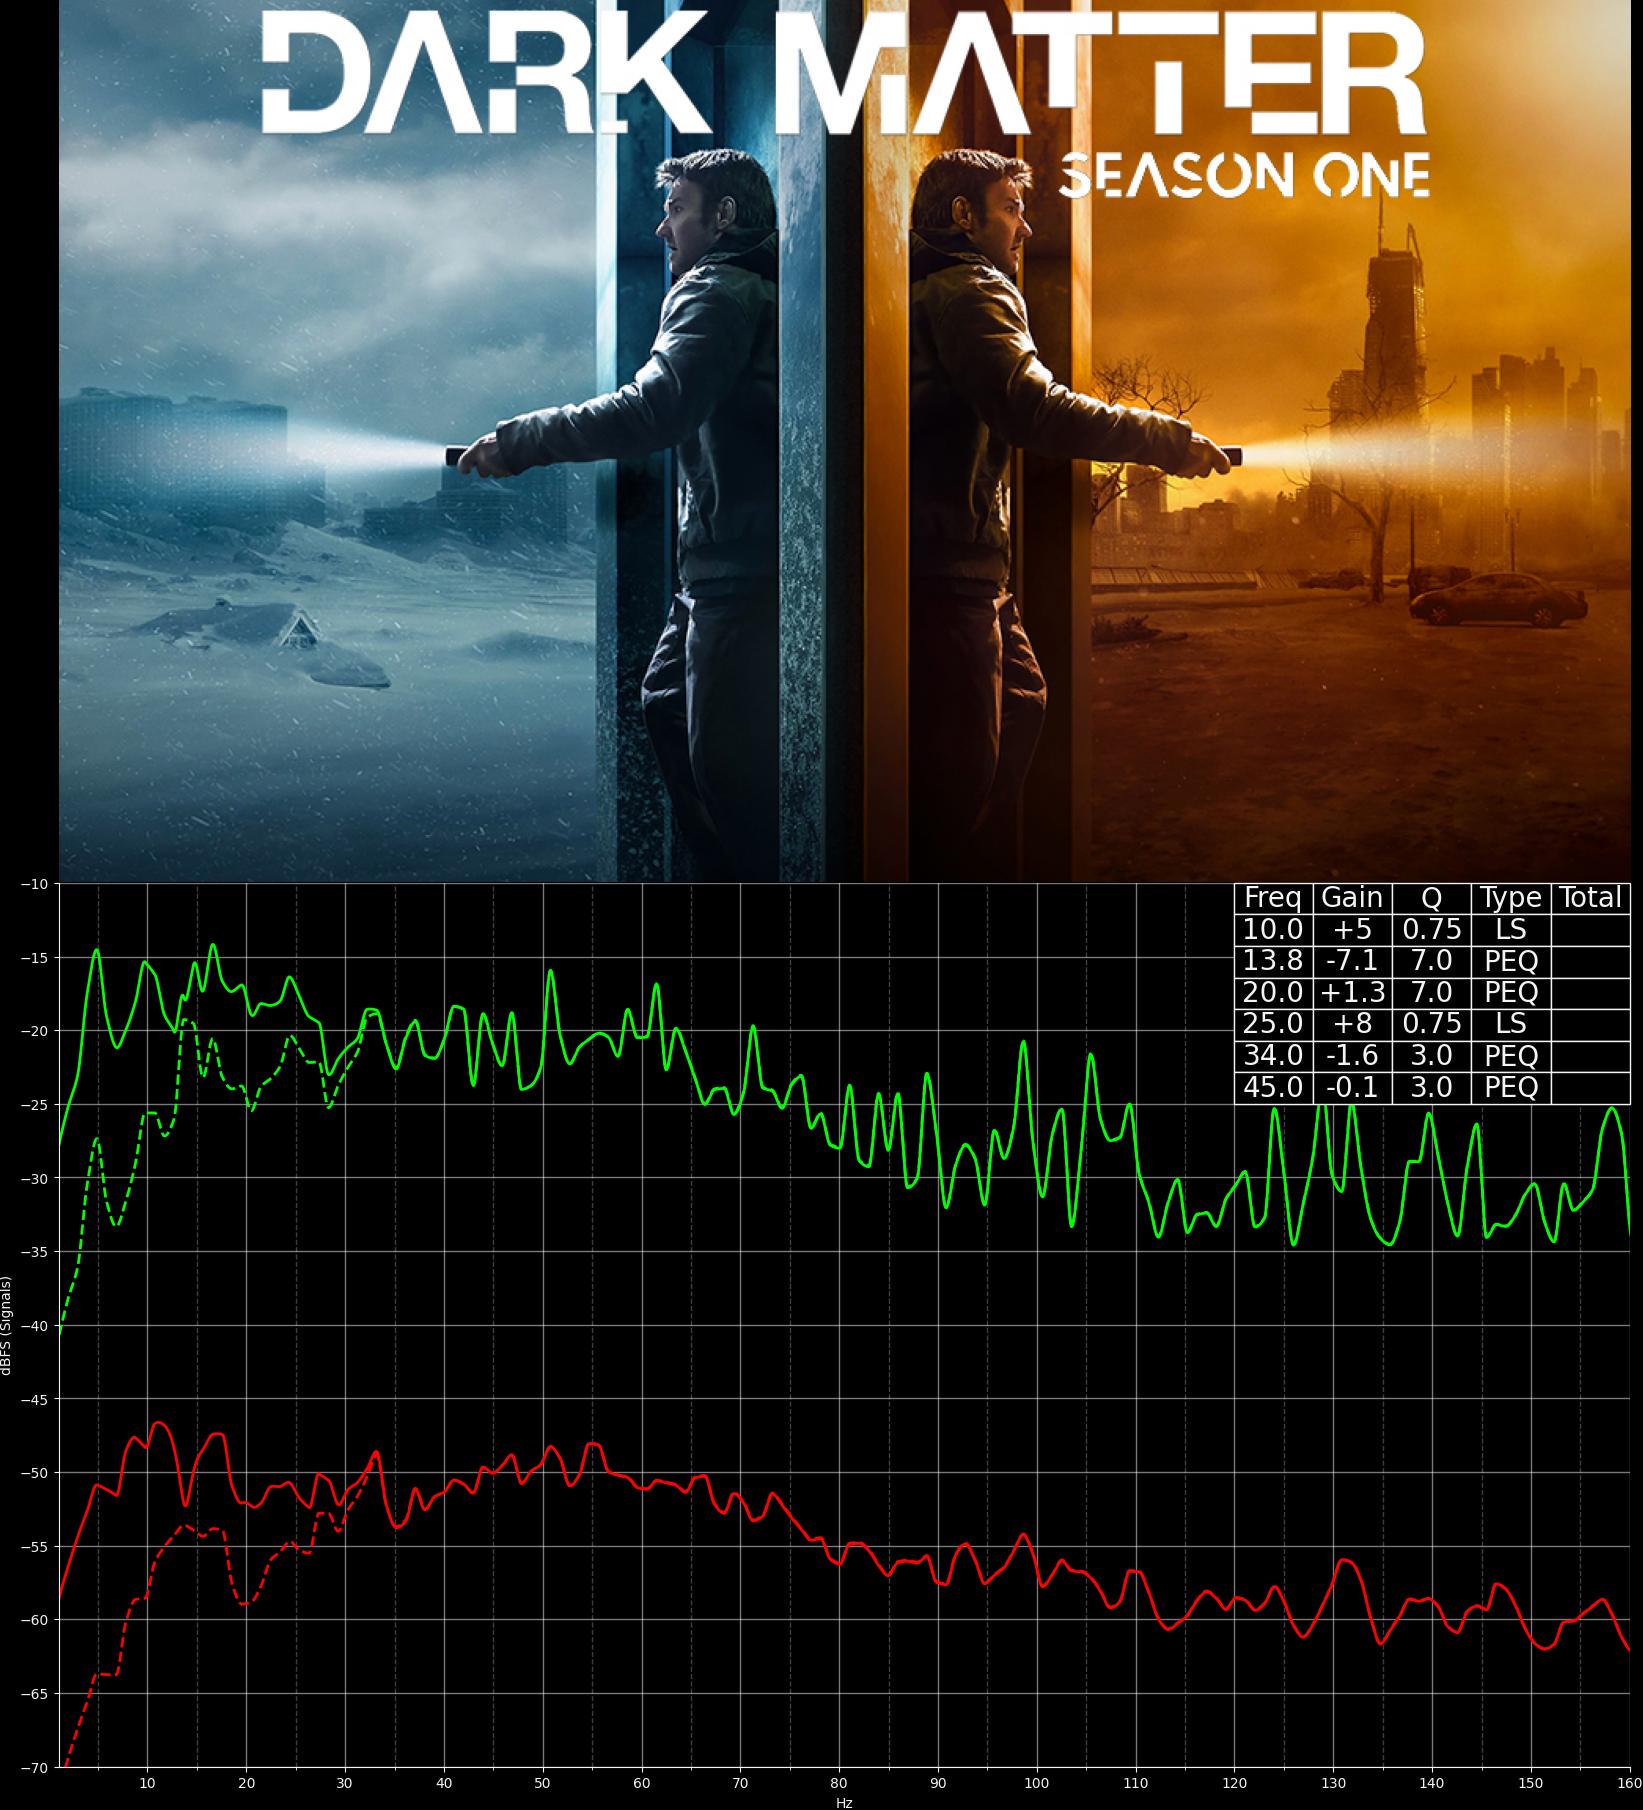 DARK MATTER
SEASON ONE
Freq Gain Q Type Total
10.0 +5 0.75 LS
13.8 -7.1 7.0 PEQ
20.0 +1.3 7.0 PEQ
25.0 +8 0.75 LS
34.0 -1.6 3.0 PEQ
45.0 -0.1 3.0 PEQ
−10
−15
−20
−25
−30
−35
−40
−45
−50
−55
−60
−65
−70
dBFS (Signals)
10 20 30 40 50 60 70 80 90 100 110 120 130 140 150 160
Hz